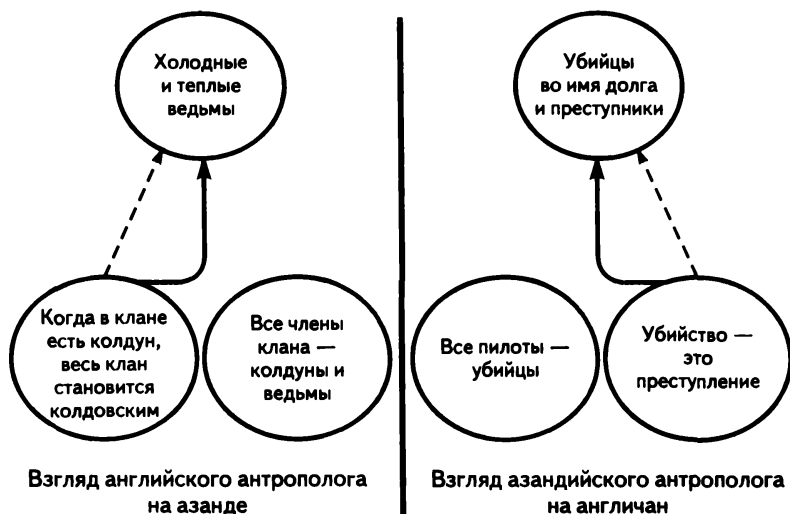 Холодные
и теплые
ведьмы
Когда в клане
есть колдун,
весь клан
становится
колдовским
Все члены
клана —
колдуны и
ведьмы
Взгляд английского антрополога
на азанде
Убийцы
во имя долга
и преступники
Все пилоты —
убийцы
Убийство —
это
преступление
Взгляд азандийского антрополога
на англичан